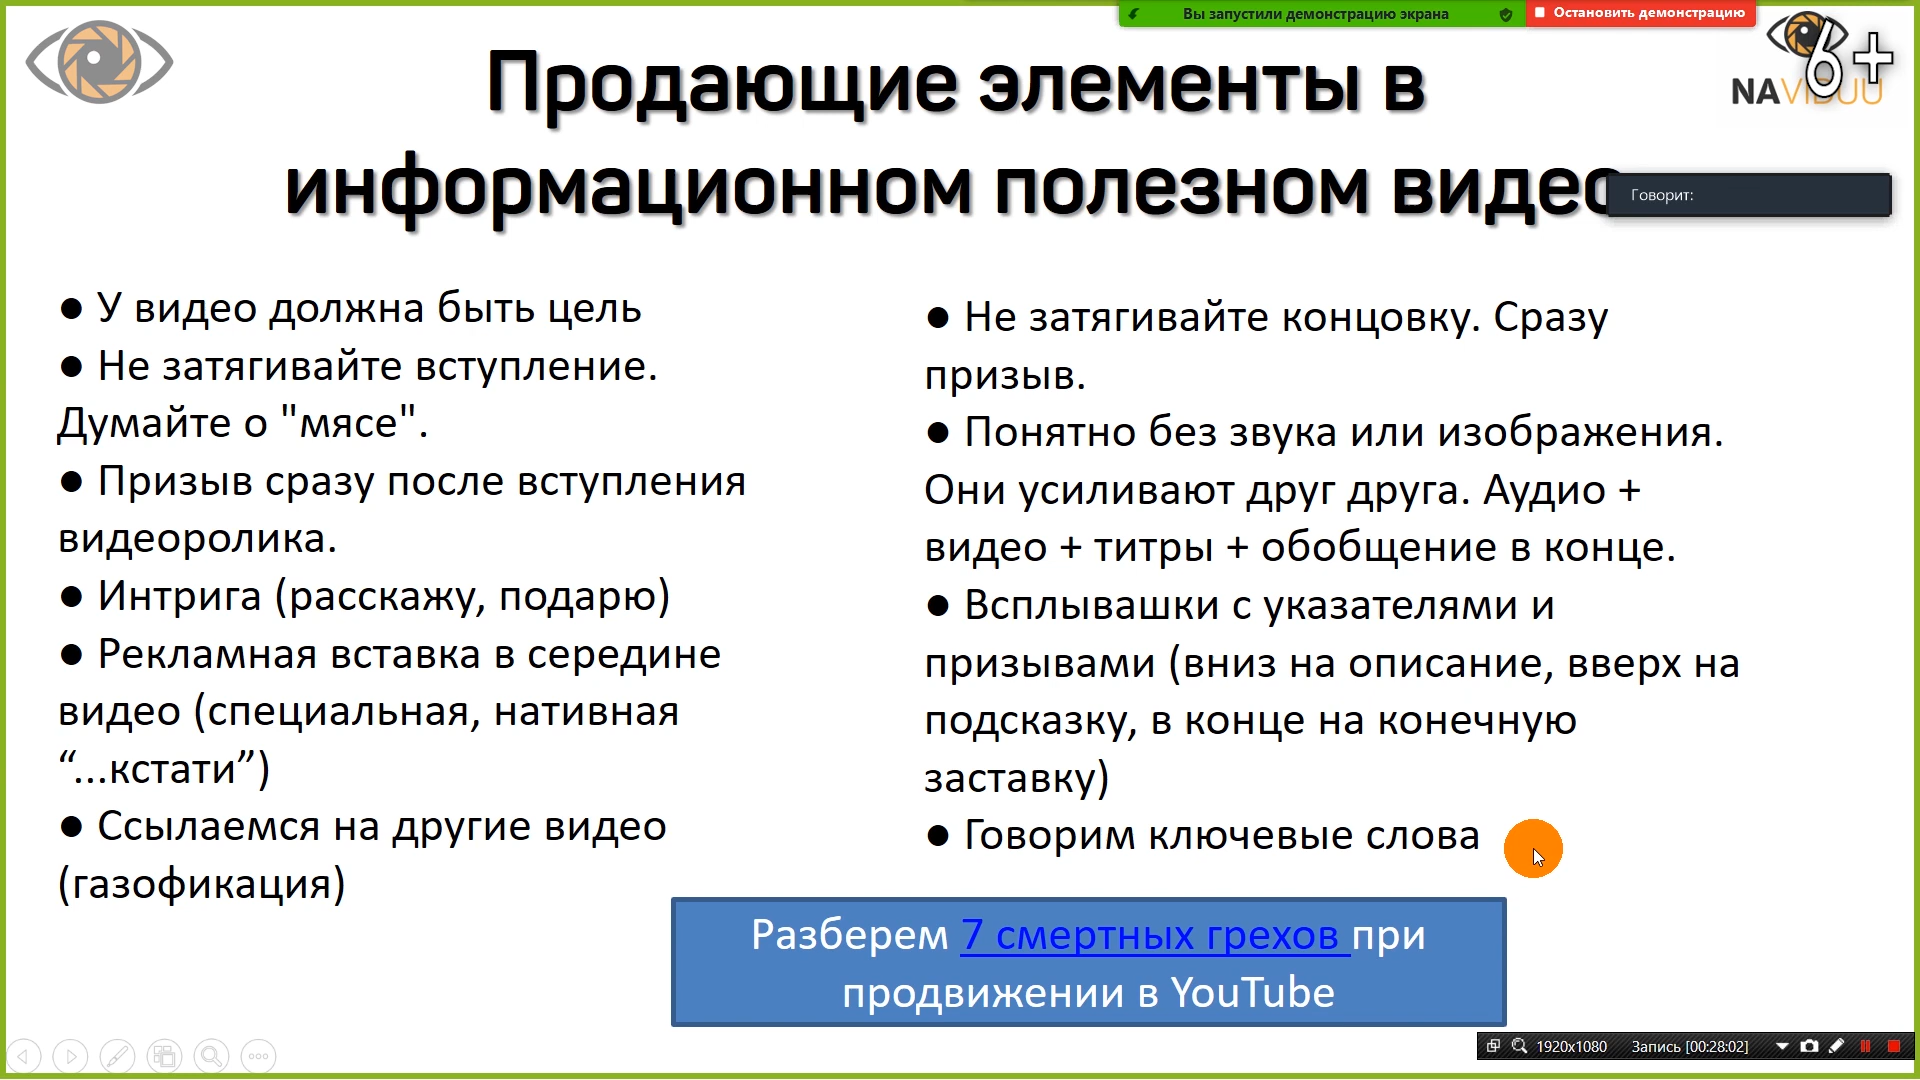 Вы запустили демонстрацию экрана
Остановить демонстрацию
6+
NAVIDUU
Продающие элементы в
информационном полезном видео
Говорит:
● У видео должна быть цель
● Не затягивайте вступление.
Думайте о "мясе".
● Призыв сразу после вступления
видеоролика.
● Интрига (расскажу, подарю)
● Рекламная вставка в середине
видео (специальная, нативная
“...кстати”)
● Ссылаемся на другие видео
(газофикация)
● Не затягивайте концовку. Сразу
призыв.
● Понятно без звука или изображения.
Они усиливают друг друга. Аудио +
видео + титры + обобщение в конце.
● Всплывашки с указателями и
призывами (вниз на описание, вверх на
подсказку, в конце на конечную
заставку)
● Говорим ключевые слова
Разберем 7 смертных грехов при
продвижении в YouTube
1920x1080 Запись [00:28:02]